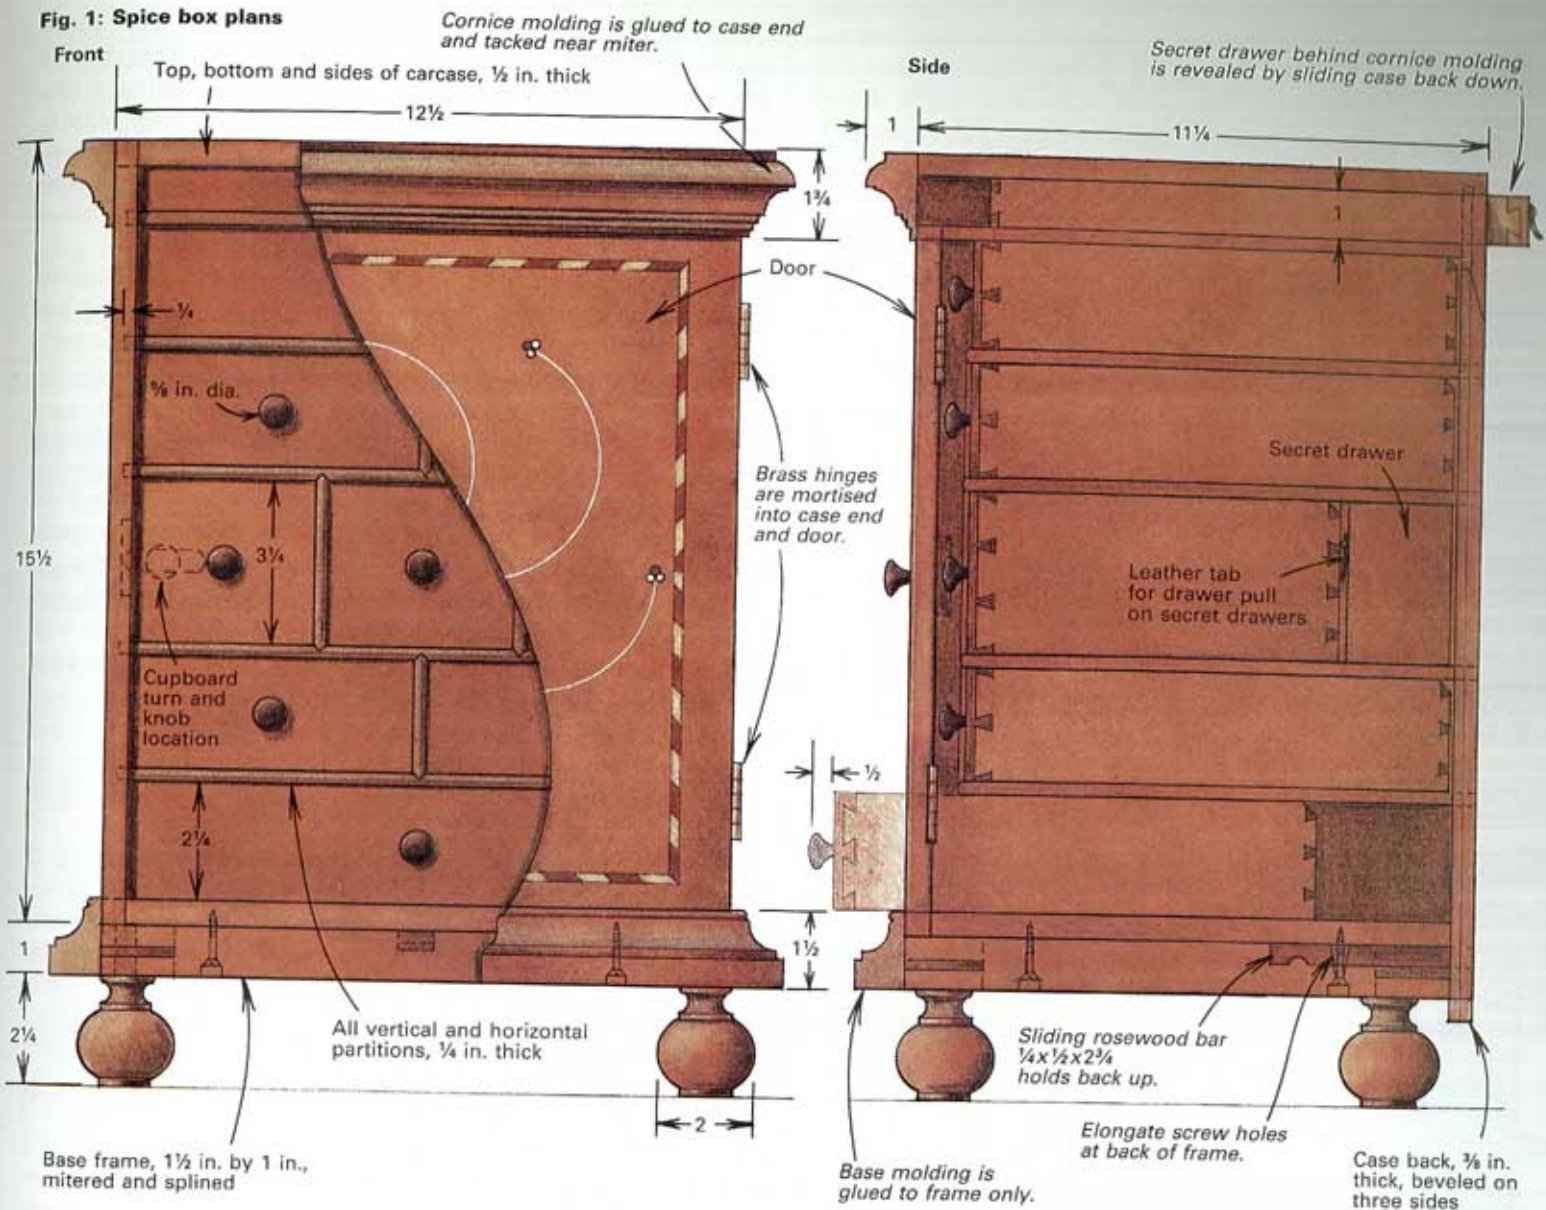 Fig. 1: Spice box plans
Front
Top, bottom and sides of carcase, ½ in. thick
Cornice molding is glued to case end
and tacked near miter.
Side
Secret drawer behind cornice molding
is revealed by sliding case back down.
12½
1
11¼
1¾
1
Door
¼
⅝ in. dia.
Brass hinges
are mortised
into case end
and door.
Secret drawer
15½
3¼
Leather tab
for drawer pull
on secret drawers
Cupboard
turn and
knob
location
½
2¼
1
1½
2¼
All vertical and horizontal
partitions, ¼ in. thick
Sliding rosewood bar
¼x½x2¾
holds back up.
2
Elongate screw holes
at back of frame.
Base frame, 1½ in. by 1 in.,
mitered and splined
Base molding is
glued to frame only.
Case back, ⅜ in.
thick, beveled on
three sides